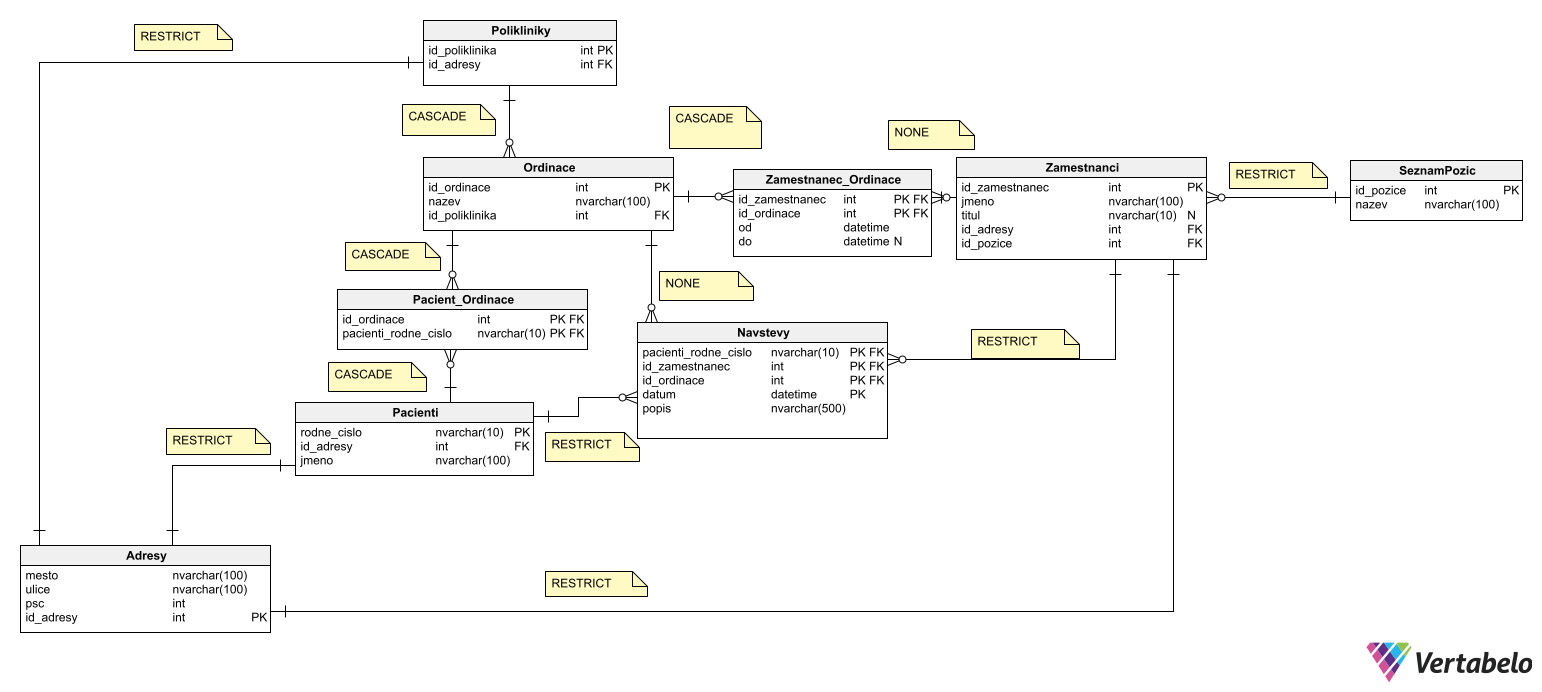 RESTRICT
Polikliniky
id_poliklinika int PK
id_adresy int FK
CASCADE
CASCADE
NONE
Ordinace
id_ordinace int PK
nazev nvarchar(100)
id_poliklinika int FK
Zamestnanec_Ordinace
id_zamestnanec int PK FK
id_ordinace int PK FK
od datetime
do datetime N
Zamestnanci
id_zamestnanec int PK
jmeno nvarchar(100)
titul nvarchar(10) N
id_adresy int FK
id_pozice int FK
RESTRICT
SeznamPozic
id_pozice int PK
nazev nvarchar(100)
CASCADE
NONE
Pacient_Ordinace
id_ordinace int PK FK
pacienti_rodne_cislo nvarchar(10) PK FK
Navstevy
pacienti_rodne_cislo nvarchar(10) PK FK
id_zamestnanec int PK FK
id_ordinace int PK FK
datum datetime PK
popis nvarchar(500)
RESTRICT
CASCADE
Pacienti
rodne_cislo nvarchar(10) PK
id_adresy int FK
jmeno nvarchar(100)
RESTRICT
RESTRICT
Adresy
mesto nvarchar(100)
ulice nvarchar(100)
psc int
id_adresy int PK
RESTRICT
Vertabelo